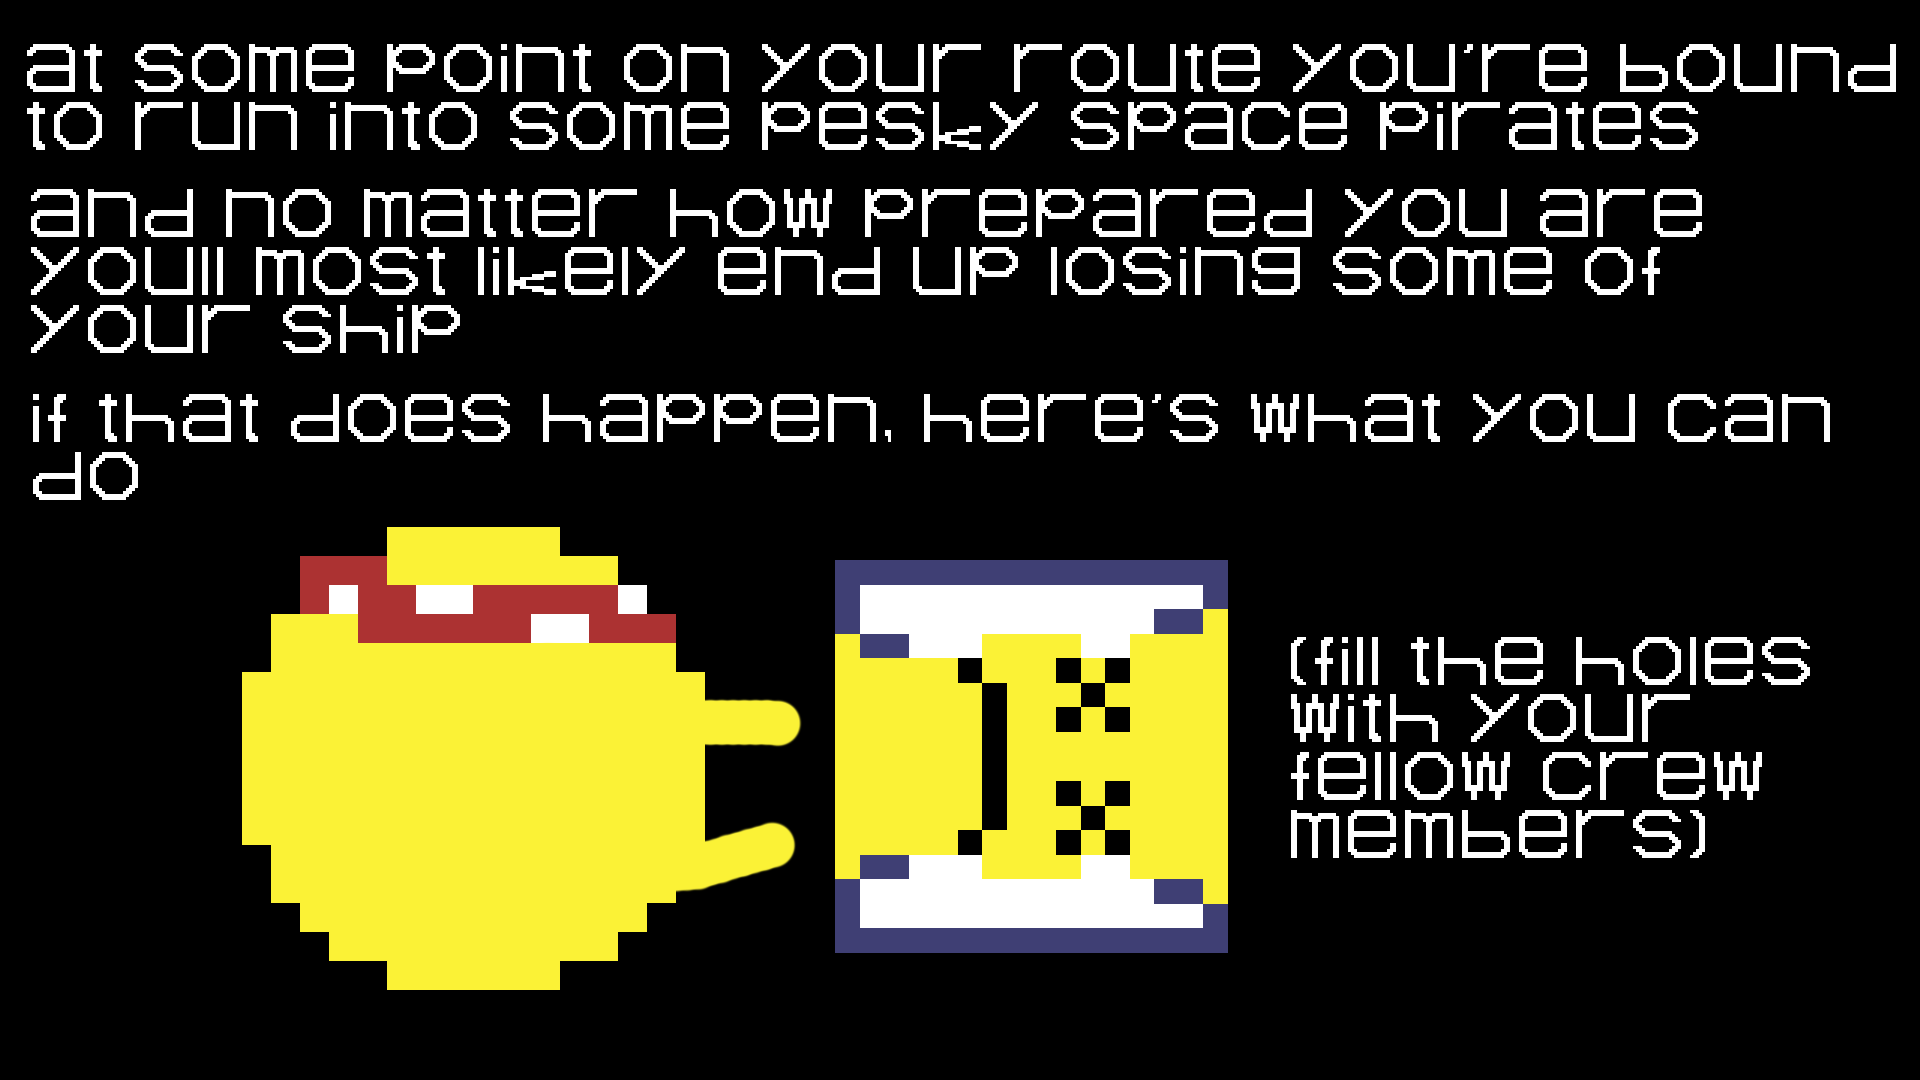 at some point on your route you're bound
to run into some pesky space pirates
and no matter how prepared you are
youll most likely end up losing some of
your ship
if that does happen, here's what you can
do
(fill the holes
with your
fellow crew
members)